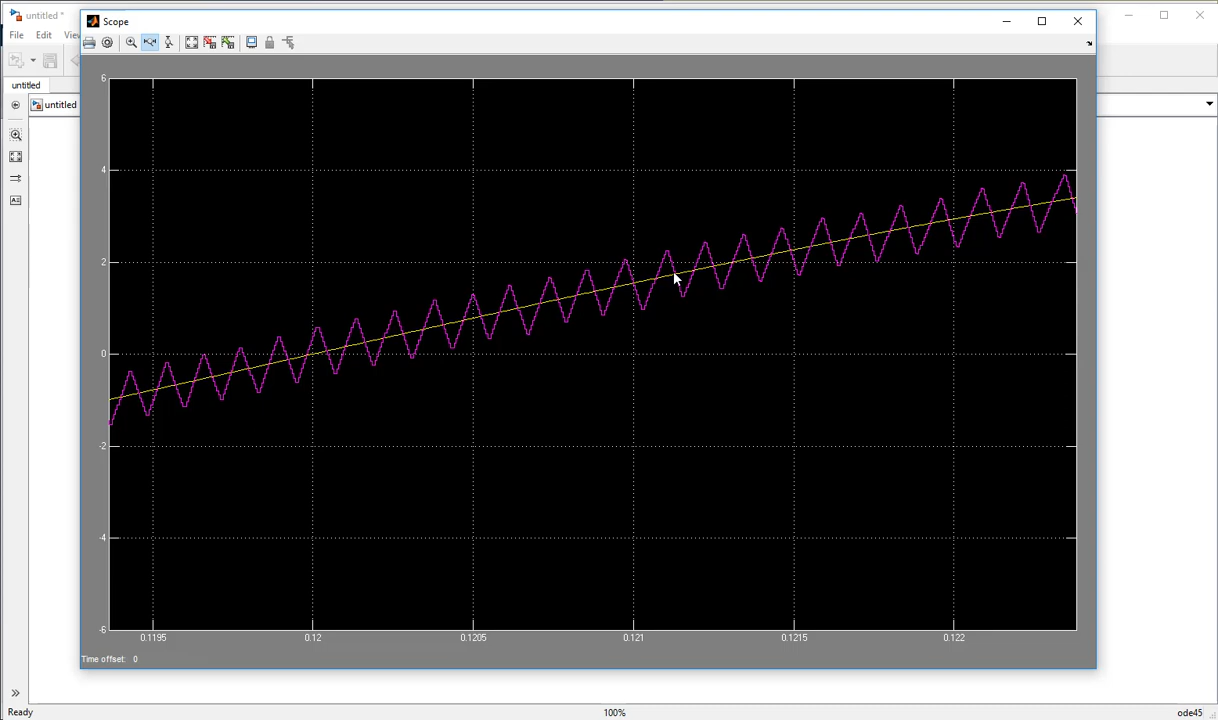 untitled *
Scope
File Edit Vie
untitled
untitled
6
4
2
0
-2
-4
-6
0.1195 0.12 0.1205 0.121 0.1215 0.122
Time offset: 0
Ready 100% ode45